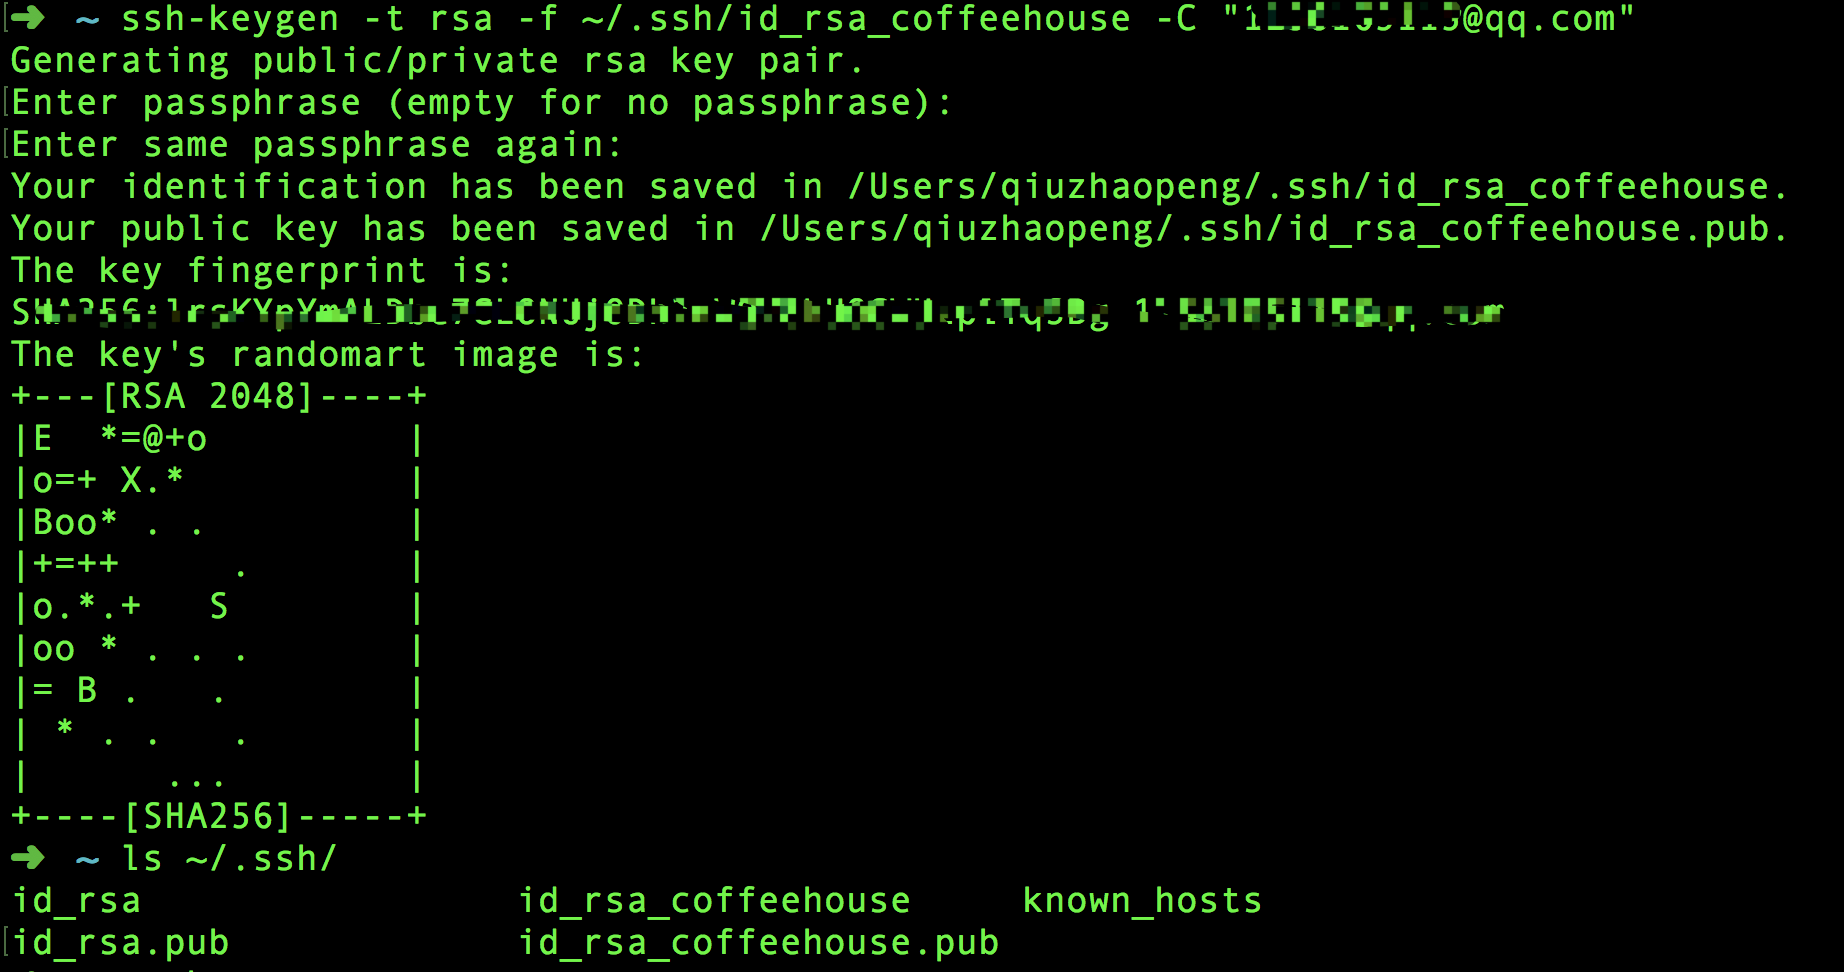 ➜ ~ ssh-keygen -t rsa -f ~/.ssh/id_rsa_coffeehouse -C "@qq.com"
Generating public/private rsa key pair.
Enter passphrase (empty for no passphrase):
Enter same passphrase again:
Your identification has been saved in /Users/qiuzhaopeng/.ssh/id_rsa_coffeehouse.
Your public key has been saved in /Users/qiuzhaopeng/.ssh/id_rsa_coffeehouse.pub.
The key fingerprint is:
The key's randomart image is:
+---[RSA 2048]----+
|E  *=@+o         |
|o=+ X.*          |
|Boo* . .         |
|+=++     .       |
|o.*.+   S        |
|oo * . . .       |
|= B .   .        |
| * . .   .       |
|      ...        |
+----[SHA256]-----+
➜ ~ ls ~/.ssh/
id_rsa id_rsa_coffeehouse known_hosts
id_rsa.pub id_rsa_coffeehouse.pub